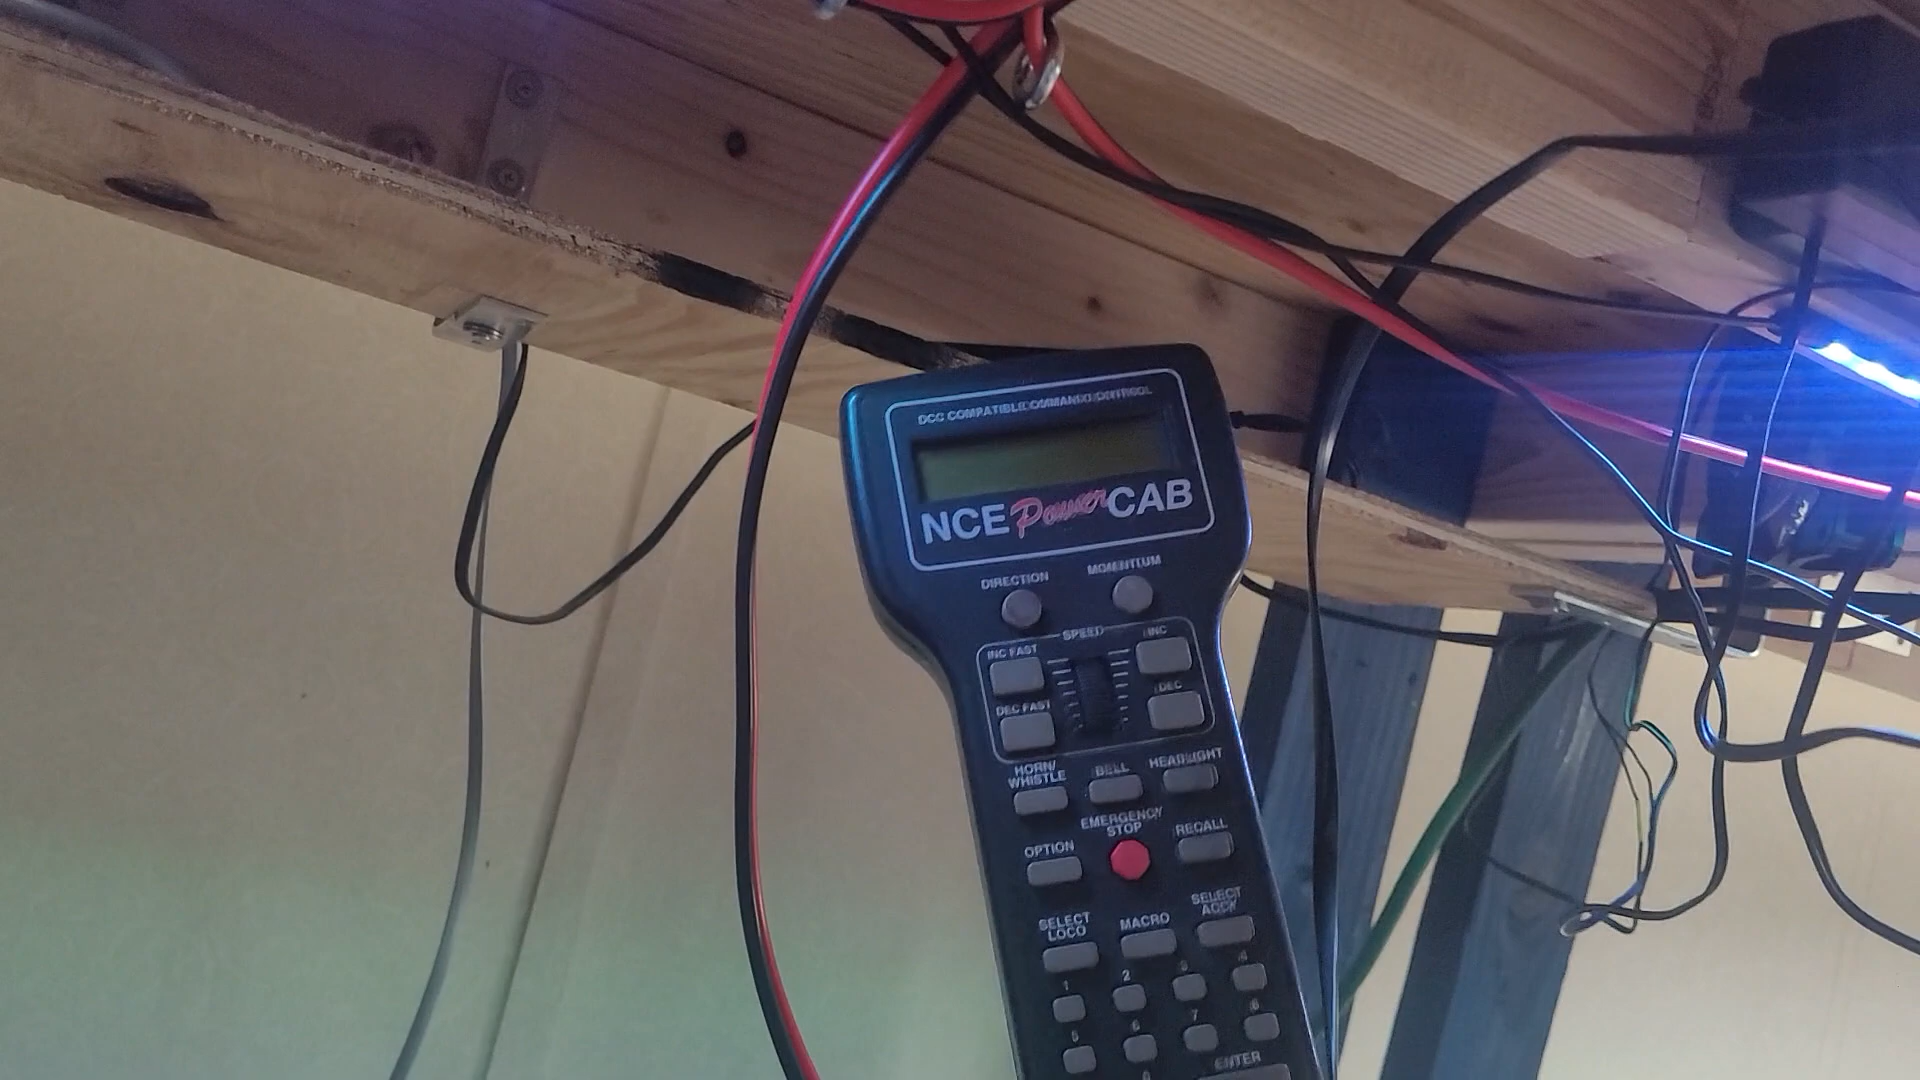 DCC COMPATIBLE COMMAND CONTROL
NCE Power CAB
DIRECTION
MOMENTUM
SPEED
INC FAST
INC
DEC FAST
DEC
HORN/
WHISTLE
BELL
HEADLIGHT
EMERGENCY
STOP
OPTION
RECALL
SELECT
LOCO
MACRO
SELECT
ACCY
1 2 3 4
5 6 7 8
9
ENTER